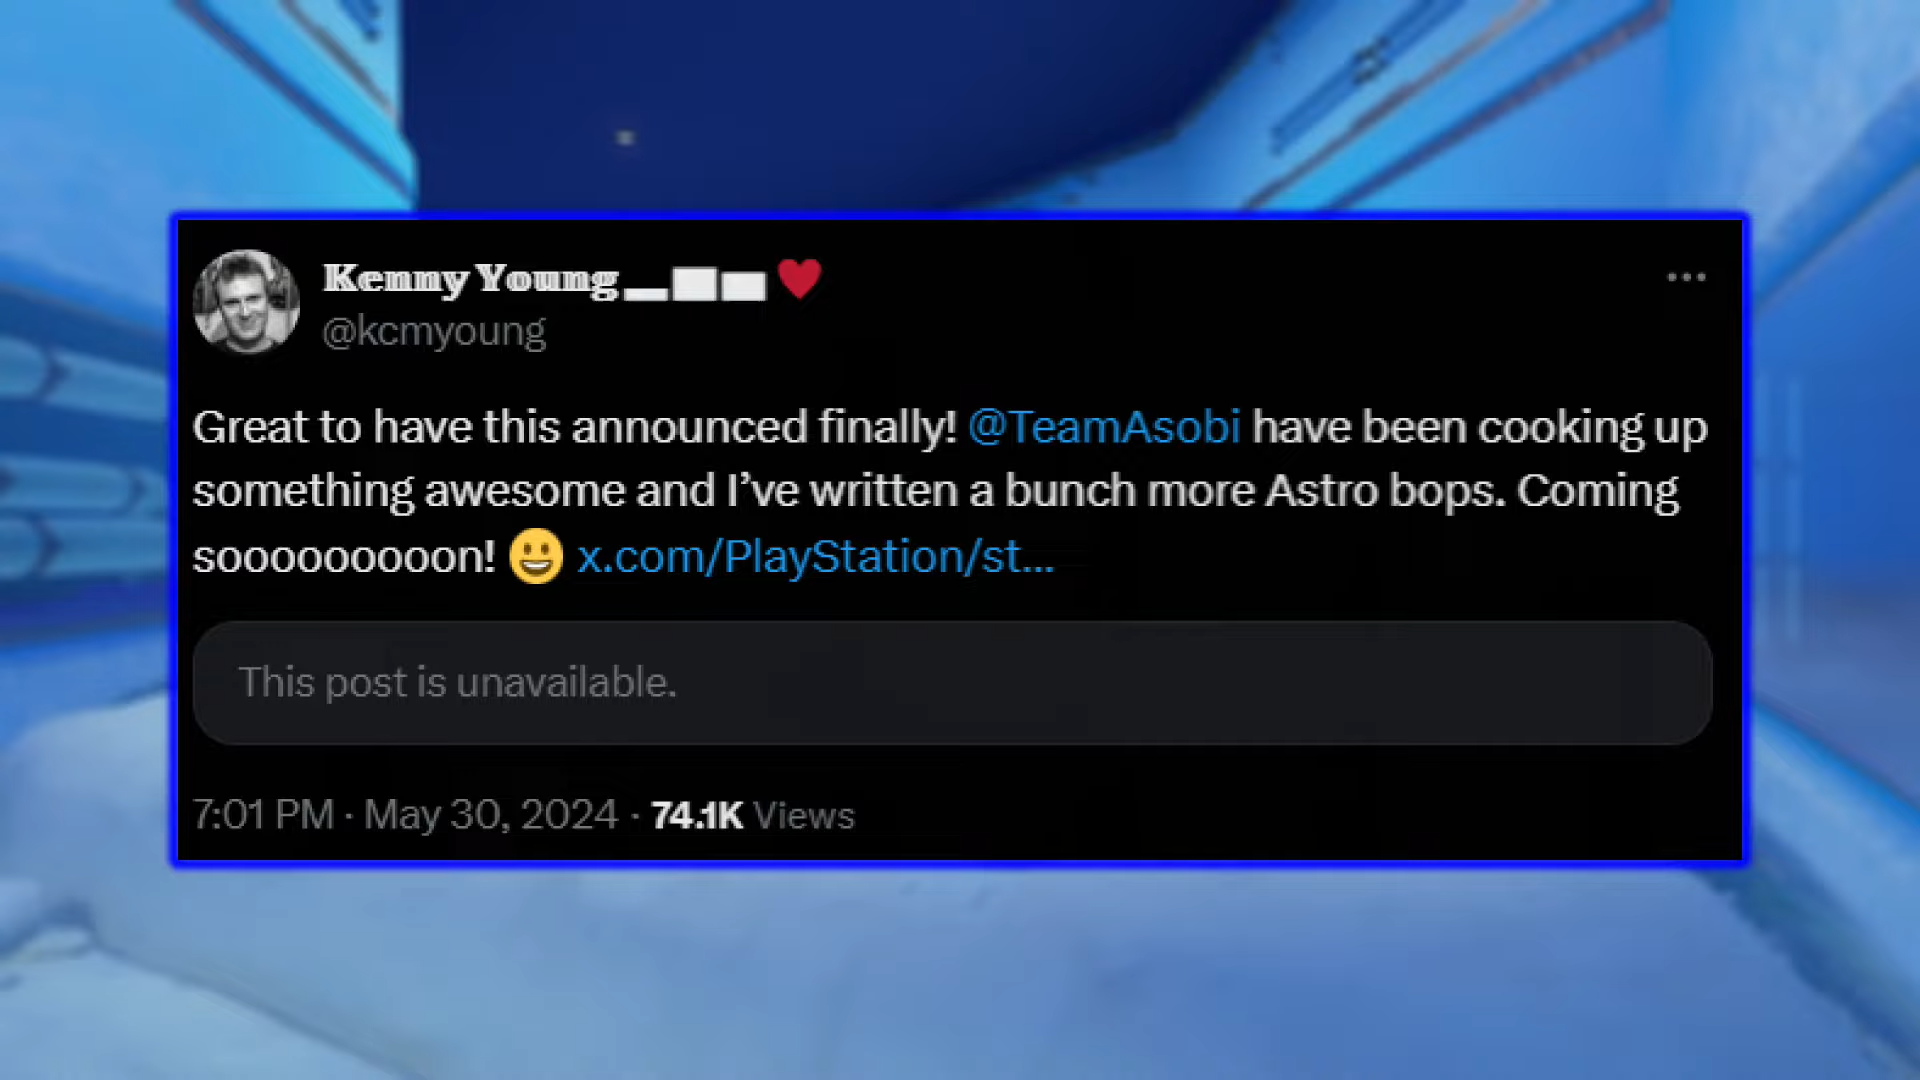 Kenny Young ▂▆▅ ♥
@kcmyoung
Great to have this announced finally! @TeamAsobi have been cooking up
something awesome and I’ve written a bunch more Astro bops. Coming
soooooooooon! 😀 x.com/PlayStation/st…
This post is unavailable.
7:01 PM · May 30, 2024 · 74.1K Views